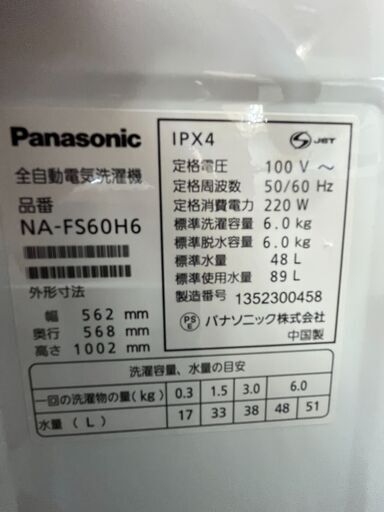 Panasonic
全自動電気洗濯機
品番
NA-FS60H6
外形寸法
幅 562 mm
奥行 568 mm
高さ 1002 mm
IPX4
S JET
定格電圧 100 V ~
定格周波数 50/60 Hz
定格消費電力 220 W
標準洗濯容量 6.0 kg
標準脱水容量 6.0 kg
標準水量 48 L
標準使用水量 89 L
製造番号 1352300458
PS E パナソニック株式会社
中国製
洗濯容量、水量の目安
一回の洗濯物の量(kg) 0.3 1.5 3.0 6.0
水量 (L) 17 33 38 48 51